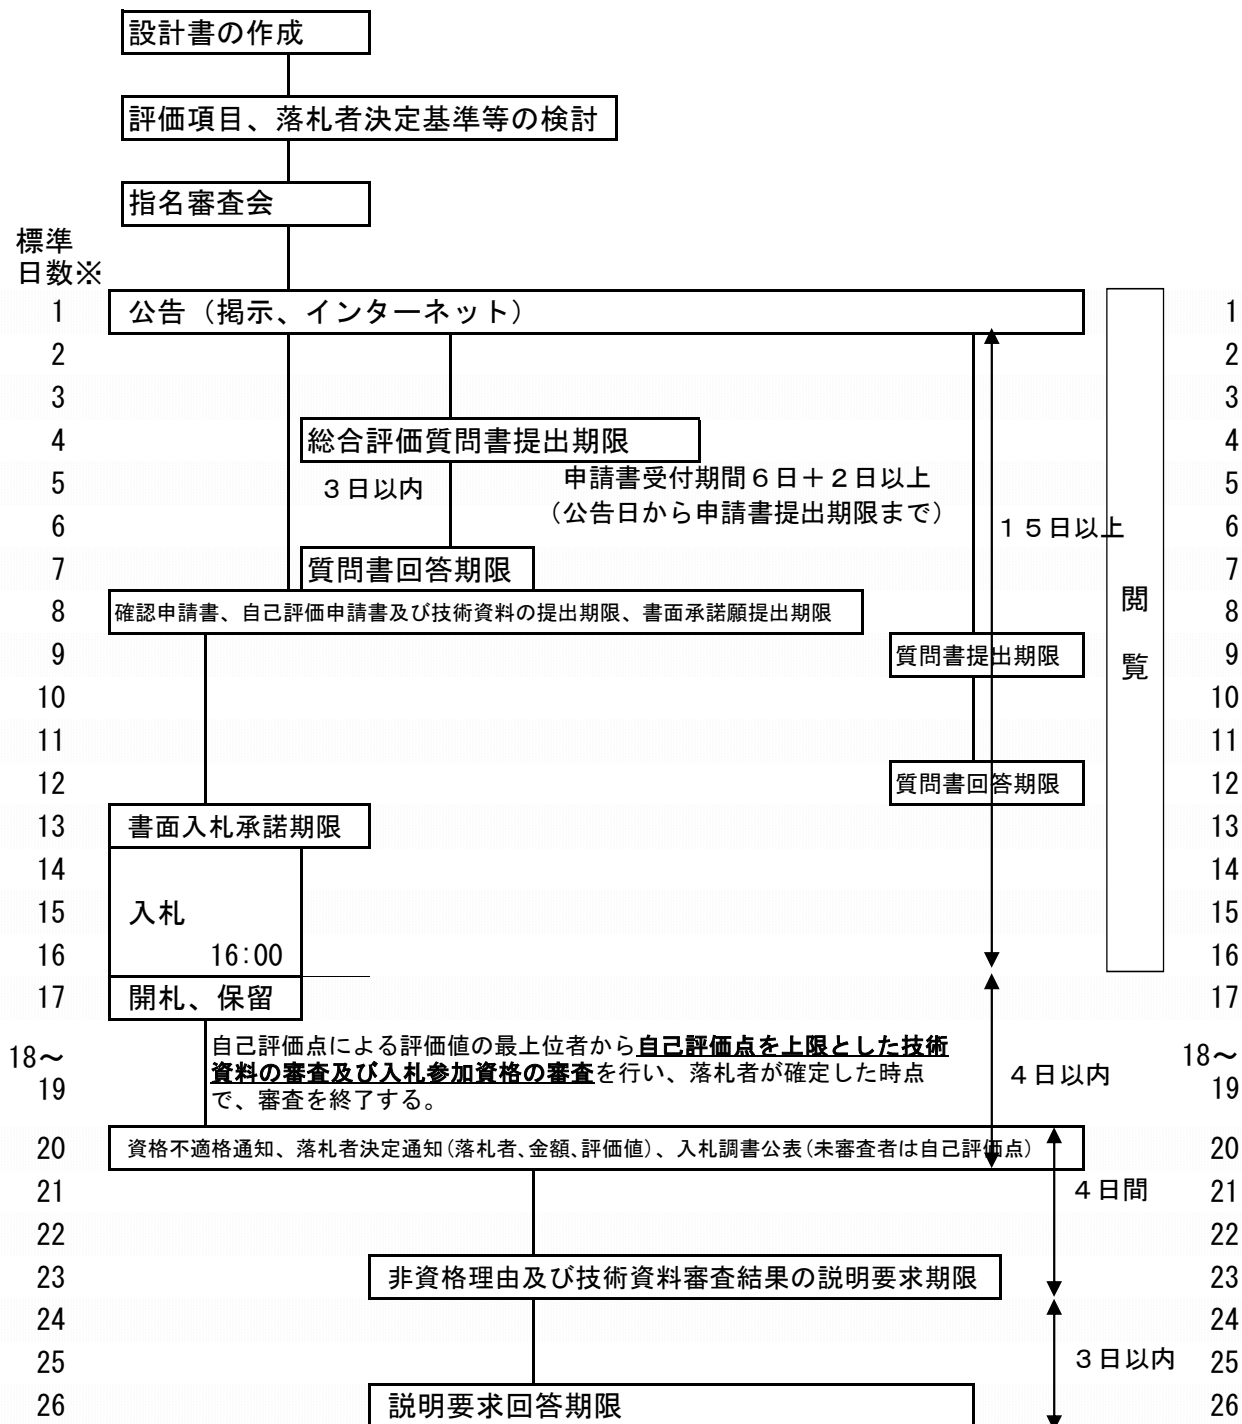 設計書の作成
評価項目、落札者決定基準等の検討
指名審査会
標準
日数※
1 公告（掲示、インターネット） 1
2 2
3 3
4 総合評価質問書提出期限 4
5 ３日以内 申請書受付期間６日＋２日以上 5
6 （公告日から申請書提出期限まで） １５日以上 6
7 質問書回答期限 7
閲
8 確認申請書、自己評価申請書及び技術資料の提出期限、書面承諾願提出期限 8
9 質問書提出期限 9
覧
10 10
11 11
12 質問書回答期限 12
13 書面入札承諾期限 13
14 14
15 入札 15
16 16:00 16
17 開札、保留 17
18～ 自己評価点による評価値の最上位者から自己評価点を上限とした技術 18～
19 資料の審査及び入札参加資格の審査を行い、落札者が確定した時点 ４日以内 19
で、審査を終了する。
20 資格不適格通知、落札者決定通知(落札者、金額、評価値)、入札調書公表(未審査者は自己評価点) 20
21 ４日間 21
22 22
23 非資格理由及び技術資料審査結果の説明要求期限 23
24 24
25 ３日以内 25
26 説明要求回答期限 26